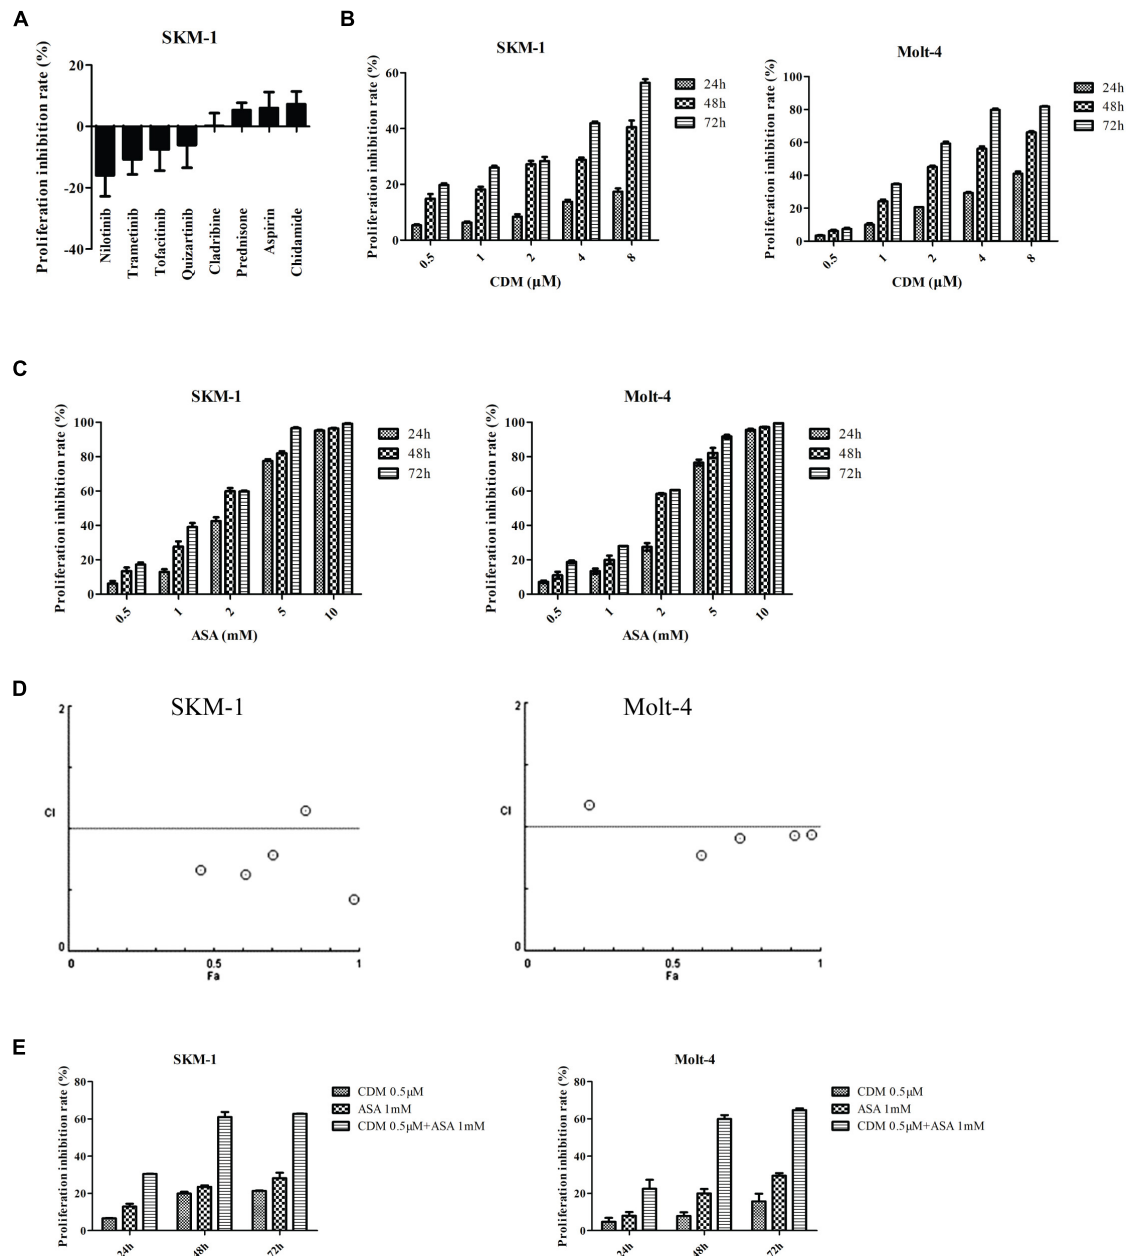 A
SKM-1
Proliferation inhibition rate (%)
20
0
-20
-40
Nilotinib
Trametinib
Tofacitinib
Quizartinib
Cladribine
Prednisone
Aspirin
Chidamide
B
SKM-1
Proliferation inhibition rate (%)
60
40
20
0
0.5
1
2
4
8
CDM (μM)
24h
48h
72h
Molt-4
Proliferation inhibition rate (%)
100
80
60
40
20
0
0.5
1
2
4
8
CDM (μM)
24h
48h
72h
C
SKM-1
Proliferation inhibition rate (%)
100
80
60
40
20
0
0.5
1
2
5
10
ASA (mM)
24h
48h
72h
Molt-4
Proliferation inhibition rate (%)
100
80
60
40
20
0
0.5
1
2
5
10
ASA (mM)
24h
48h
72h
D
SKM-1
2
CI
0
0
0.5
1
Fa
Molt-4
2
CI
0
0
0.5
1
Fa
E
SKM-1
Proliferation inhibition rate (%)
80
60
40
20
0
24h
48h
72h
CDM 0.5μM
ASA 1mM
CDM 0.5μM+ASA 1mM
Molt-4
Proliferation inhibition rate (%)
80
60
40
20
0
24h
48h
72h
CDM 0.5μM
ASA 1mM
CDM 0.5μM+ASA 1mM